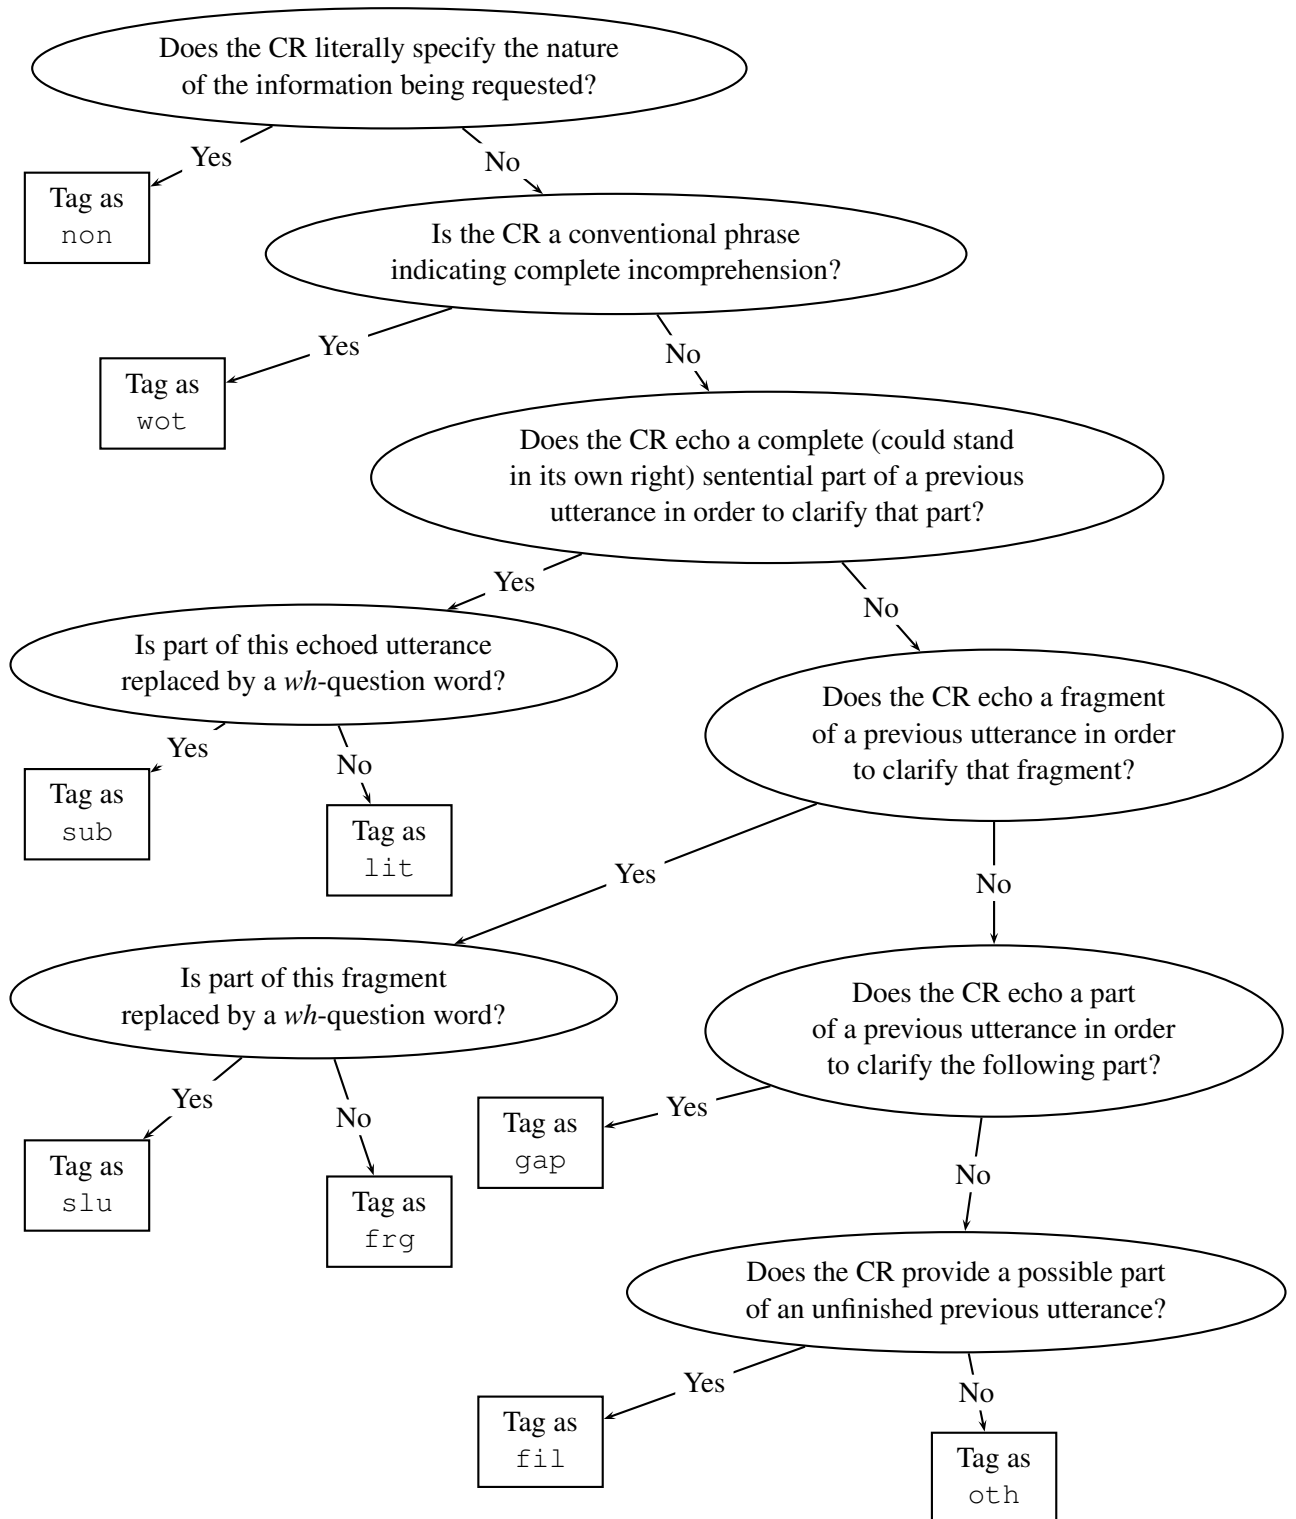 Does the CR literally specify the nature
of the information being requested?
Yes
No
Tag as
non
Is the CR a conventional phrase
indicating complete incomprehension?
Yes
No
Tag as
wot
Does the CR echo a complete (could stand
in its own right) sentential part of a previous
utterance in order to clarify that part?
Yes
No
Is part of this echoed utterance
replaced by a wh-question word?
Yes
No
Tag as
sub
Tag as
lit
Does the CR echo a fragment
of a previous utterance in order
to clarify that fragment?
Yes
No
Is part of this fragment
replaced by a wh-question word?
Yes
No
Tag as
slu
Tag as
frg
Does the CR echo a part
of a previous utterance in order
to clarify the following part?
Yes
No
Tag as
gap
Does the CR provide a possible part
of an unfinished previous utterance?
Yes
No
Tag as
fil
Tag as
oth